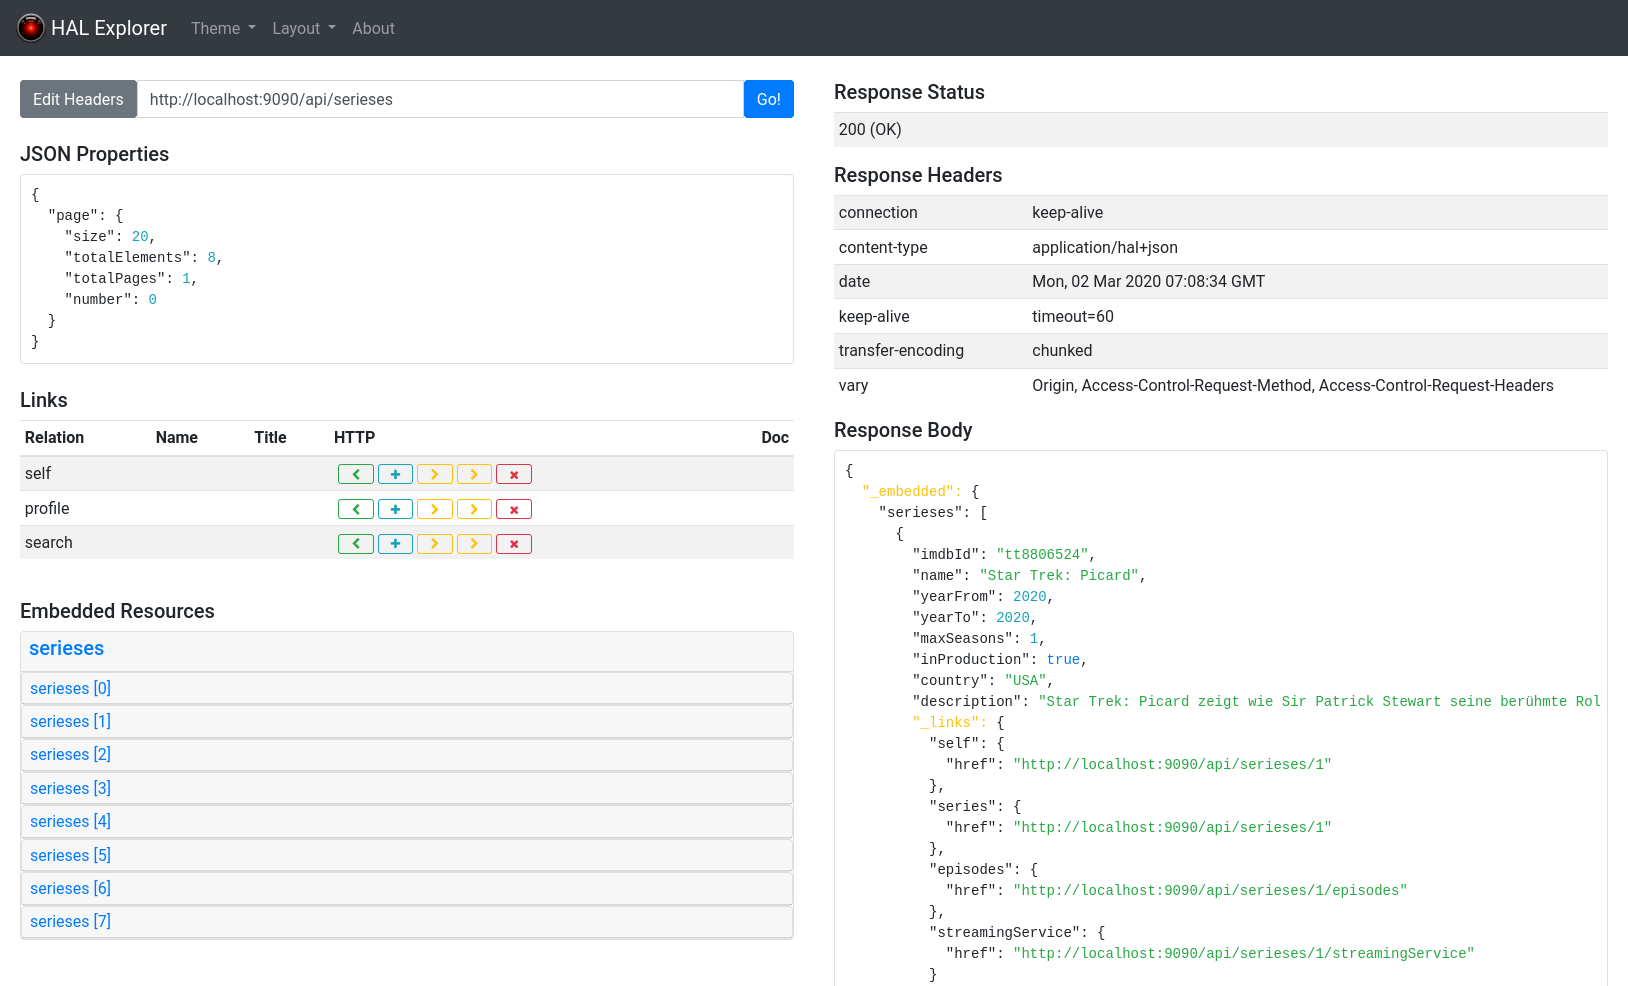 HAL Explorer Theme Layout About
Edit Headers http://localhost:9090/api/serieses Go!
JSON Properties
{
  "page": {
    "size": 20,
    "totalElements": 8,
    "totalPages": 1,
    "number": 0
  }
}
Links
Relation Name Title HTTP Doc
self
profile
search
Embedded Resources
serieses
serieses [0]
serieses [1]
serieses [2]
serieses [3]
serieses [4]
serieses [5]
serieses [6]
serieses [7]
Response Status
200 (OK)
Response Headers
connection keep-alive
content-type application/hal+json
date Mon, 02 Mar 2020 07:08:34 GMT
keep-alive timeout=60
transfer-encoding chunked
vary Origin, Access-Control-Request-Method, Access-Control-Request-Headers
Response Body
{
  "_embedded": {
    "serieses": [
      {
        "imdbId": "tt8806524",
        "name": "Star Trek: Picard",
        "yearFrom": 2020,
        "yearTo": 2020,
        "maxSeasons": 1,
        "inProduction": true,
        "country": "USA",
        "description": "Star Trek: Picard zeigt wie Sir Patrick Stewart seine berühmte Rol
        "_links": {
          "self": {
            "href": "http://localhost:9090/api/serieses/1"
          },
          "series": {
            "href": "http://localhost:9090/api/serieses/1"
          },
          "episodes": {
            "href": "http://localhost:9090/api/serieses/1/episodes"
          },
          "streamingService": {
            "href": "http://localhost:9090/api/serieses/1/streamingService"
          }